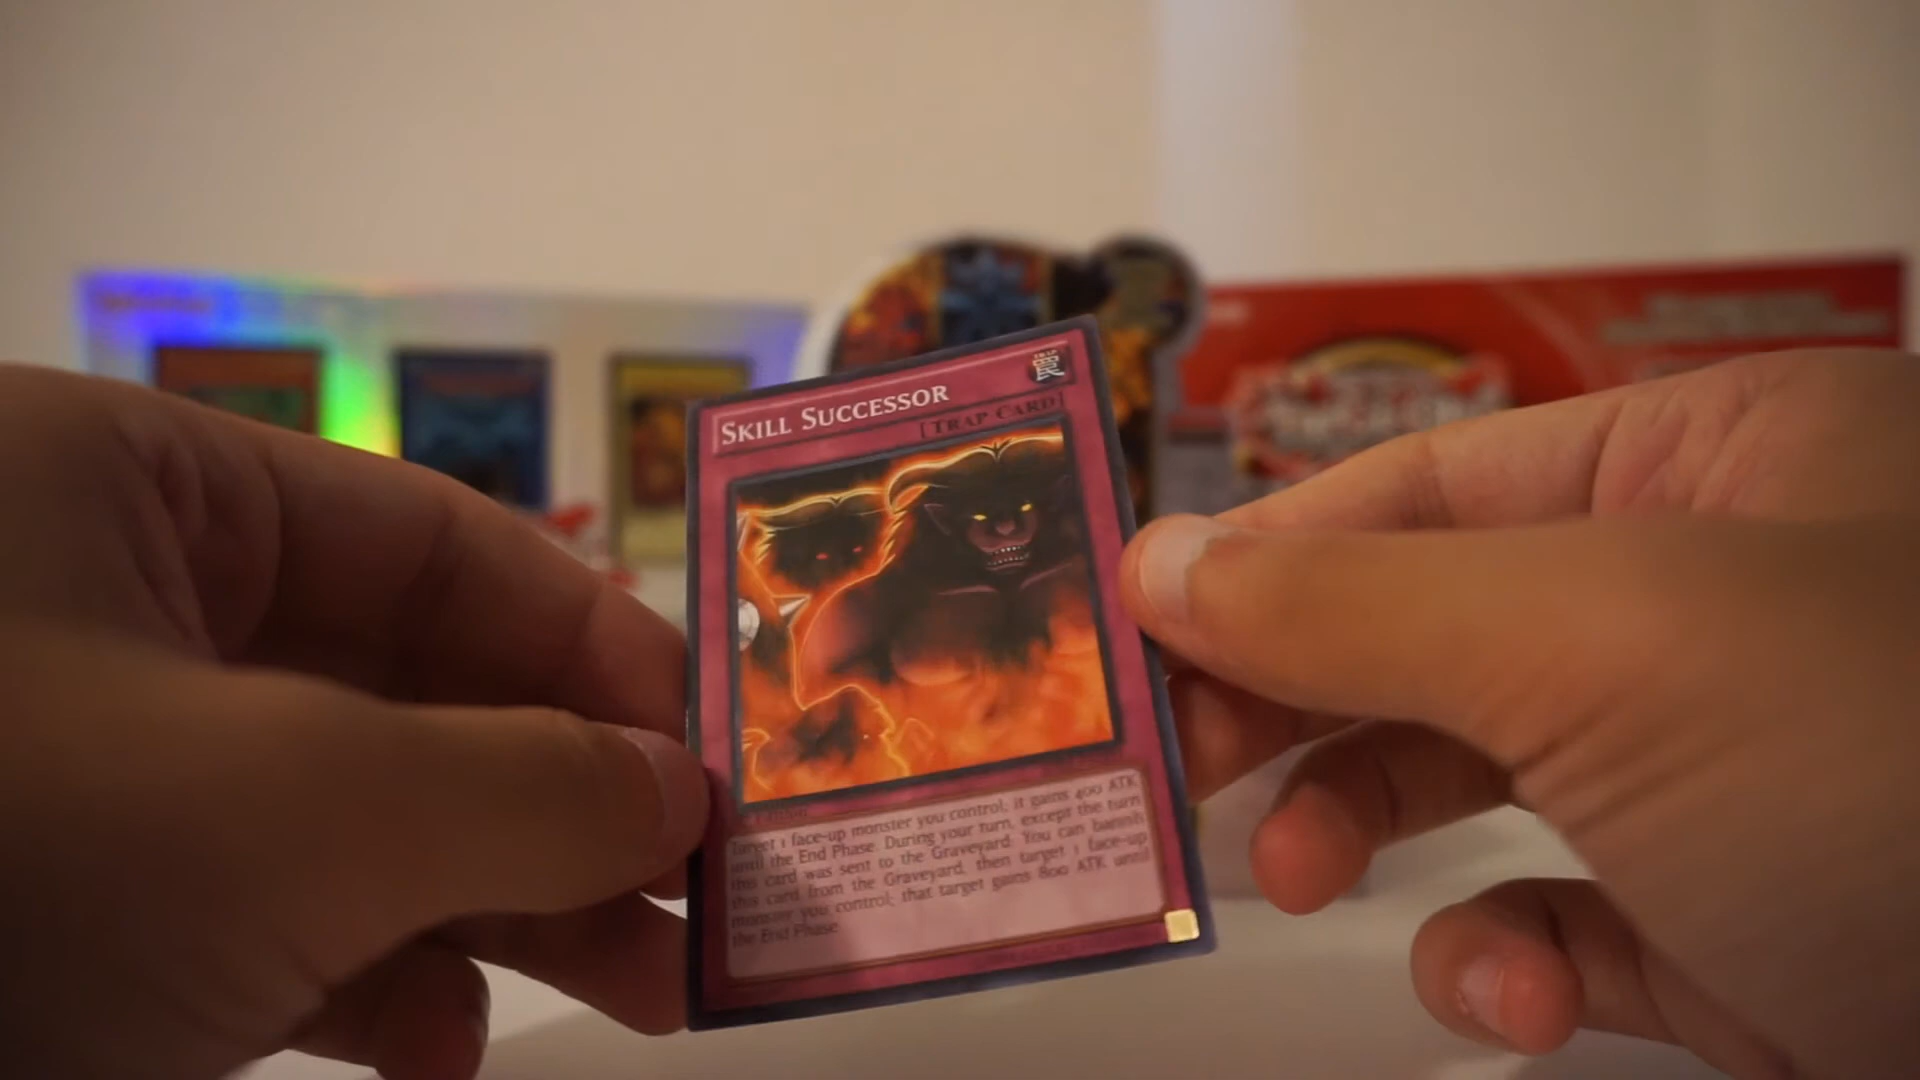 TRAP
罠
SKILL SUCCESSOR
[TRAP CARD]
Target 1 face-up monster you control; it gains 400 ATK
until the End Phase. During your turn, except the turn
this card was sent to the Graveyard: You can banish
this card from the Graveyard, then target 1 face-up
monster you control; that target gains 800 ATK until
the End Phase.